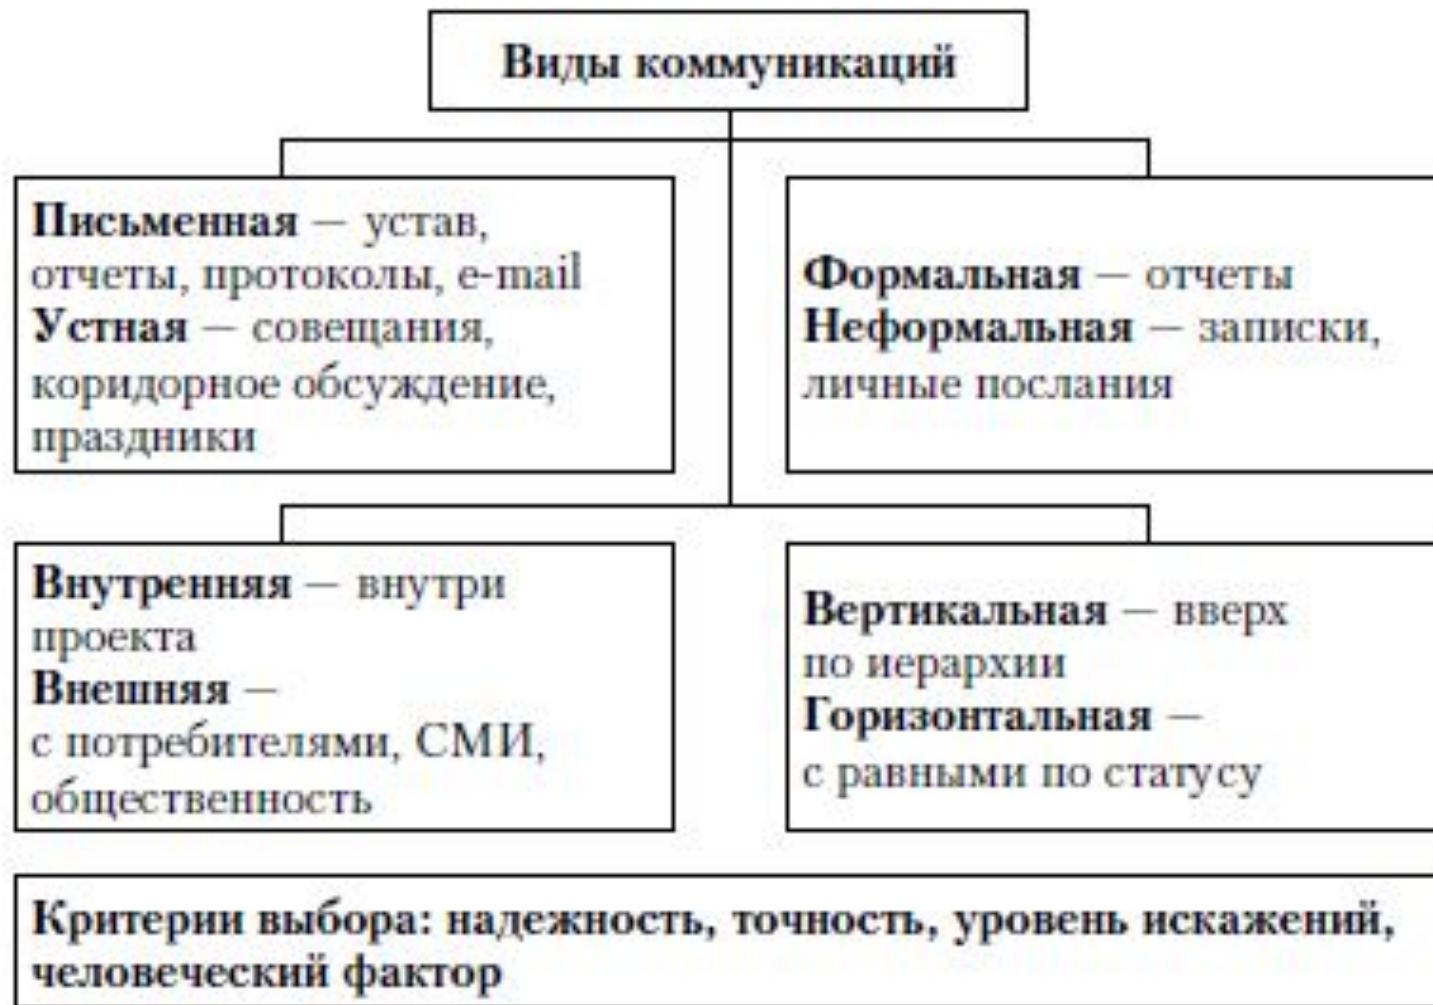 Виды коммуникаций
Письменная — устав,
отчеты, протоколы, e-mail
Устная — совещания,
коридорное обсуждение,
праздники
Формальная — отчеты
Неформальная — записки,
личные послания
Внутренняя — внутри
проекта
Внешняя —
с потребителями, СМИ,
общественность
Вертикальная — вверх
по иерархии
Горизонтальная —
с равными по статусу
Критерии выбора: надежность, точность, уровень искажений,
человеческий фактор